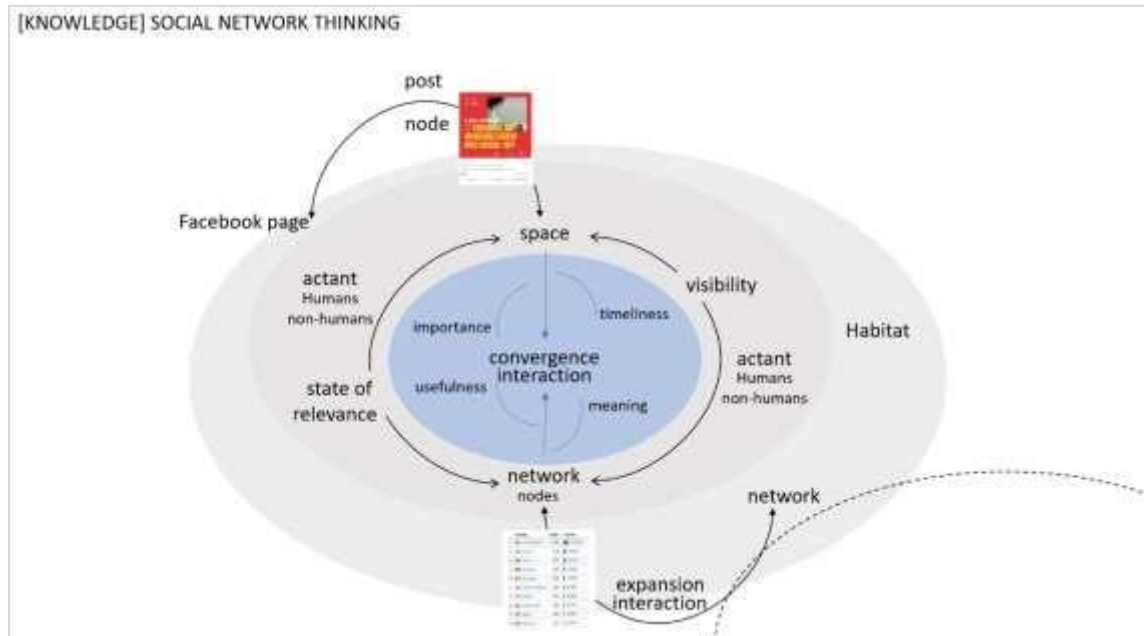 [KNOWLEDGE] SOCIAL NETWORK THINKING
post
node
Facebook page
space
actant
Humans
non-humans
visibility
timeliness
importance
Habitat
convergence
interaction
actant
Humans
non-humans
usefulness
state of
relevance
meaning
network
nodes
network
expansion
interaction